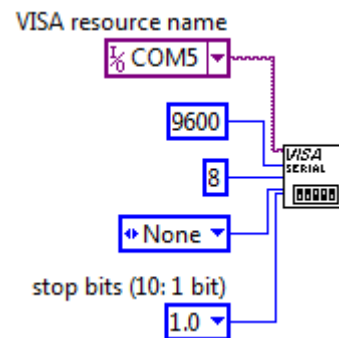 VISA resource name
I/O COM5
9600
VISA
SERIAL
8
None
stop bits (10: 1 bit)
1.0